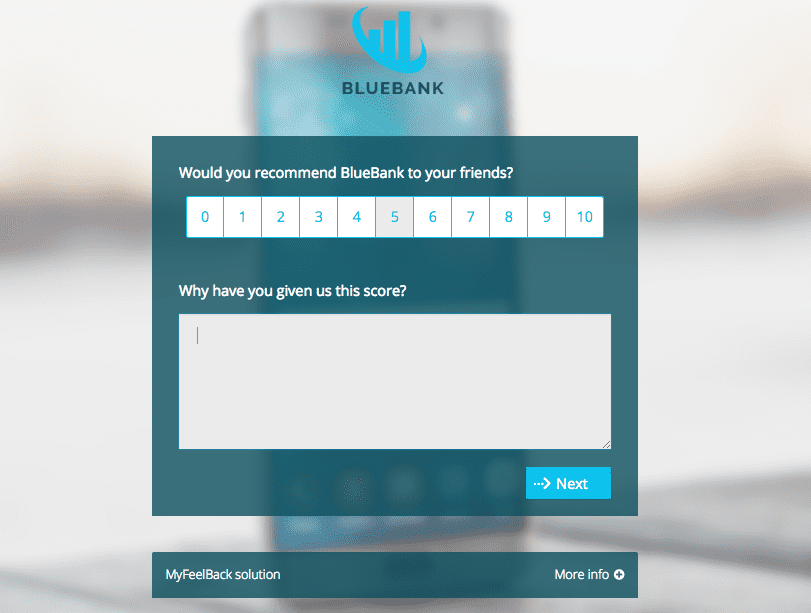 BLUEBANK
Would you recommend BlueBank to your friends?
0 1 2 3 4 5 6 7 8 9 10
Why have you given us this score?
Next
MyFeelBack solution More info